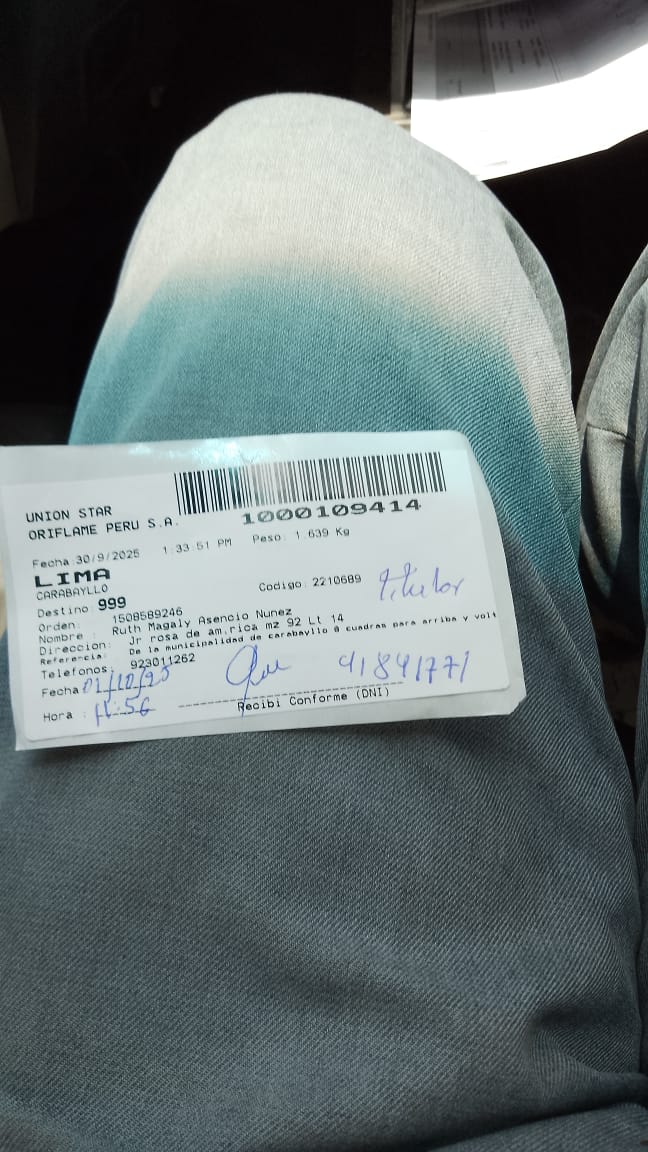 UNION STAR
ORIFLAME PERU S.A.
1000109414
Fecha:30/9/2025 1:33:51 PM Peso: 1.639 Kg
LIMA
CARABAYLLO
Destino: 999 Codigo: 2210689 titular
Orden: 1508589246
Nombre : Ruth Magaly Asencio Nunez
Direccion: Jr rosa de am.rica mz 92 Lt 14
Referencia: De la municipalidad de carabayllo 8 cuadras para arriba y volt
Telefonos: 923011262
Fecha: 01/10/25 41841771
Hora : 11:56 Recibi Conforme (DNI)